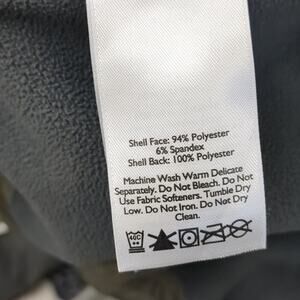 Shell Face: 94% Polyester
6% Spandex
Shell Back: 100% Polyester
Machine Wash Warm Delicate
Separately. Do Not Bleach. Do Not
Use Fabric Softeners. Tumble Dry
Low. Do Not Iron. Do Not Dry
Clean.
40C